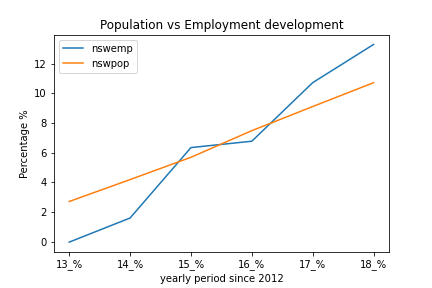 Population vs Employment development
nswemp
nswpop
Percentage %
12
10
8
6
4
2
0
13_% 14_% 15_% 16_% 17_% 18_%
yearly period since 2012